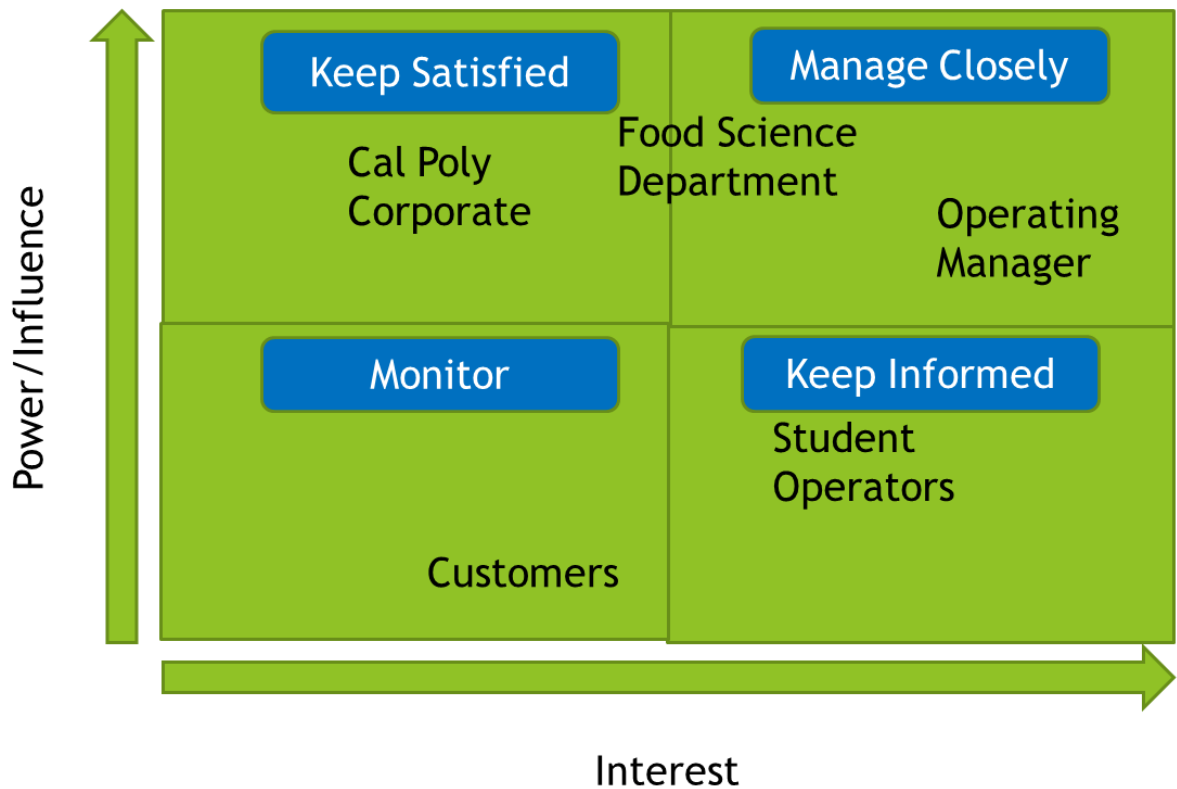 Keep Satisfied
Manage Closely
Cal Poly
Corporate
Food Science
Department
Operating
Manager
Power/Influence
Monitor
Keep Informed
Student
Operators
Customers
Interest